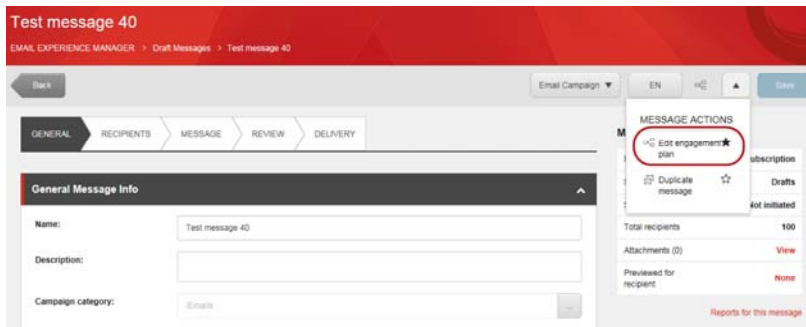 Test message 40
EMAIL EXPERIENCE MANAGER > Draft Messages > Test message 40
Back
Email Campaign ▼
EN
▲
Save
GENERAL
RECIPIENTS
MESSAGE
REVIEW
DELIVERY
MESSAGE ACTIONS
Edit engagement
plan
Duplicate
message
M
ubscription
Drafts
Not initiated
Total recipients 100
Attachments (0) View
Previewed for
recipient
None
Reports for this message
General Message Info
Name:
Test message 40
Description:
Campaign category:
Emails
...